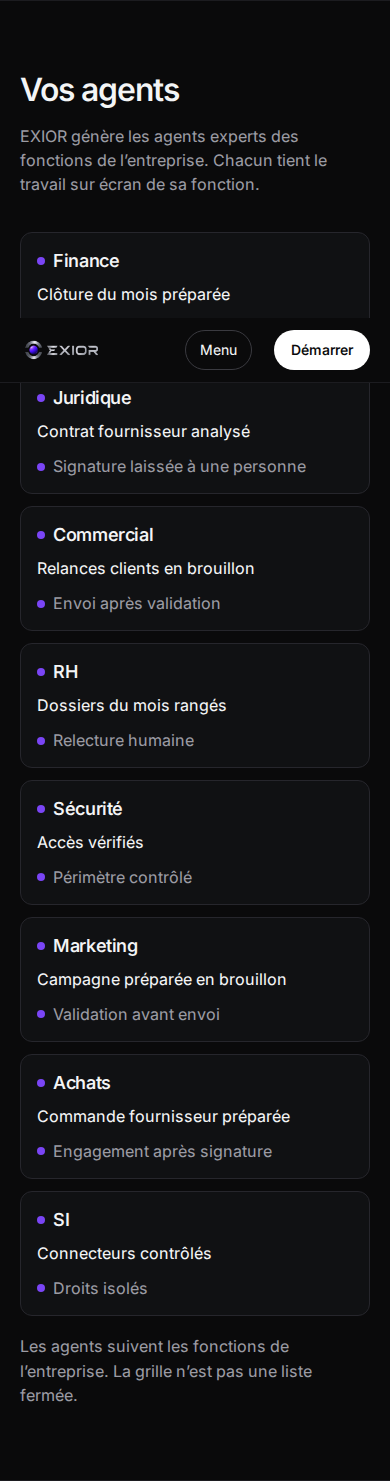 Vos agents
EXIOR génère les agents experts des
fonctions de l’entreprise. Chacun tient le
travail sur écran de sa fonction.
Finance
Clôture du mois préparée
EXIOR
Menu
Démarrer
Juridique
Contrat fournisseur analysé
Signature laissée à une personne
Commercial
Relances clients en brouillon
Envoi après validation
RH
Dossiers du mois rangés
Relecture humaine
Sécurité
Accès vérifiés
Périmètre contrôlé
Marketing
Campagne préparée en brouillon
Validation avant envoi
Achats
Commande fournisseur préparée
Engagement après signature
SI
Connecteurs contrôlés
Droits isolés
Les agents suivent les fonctions de
l’entreprise. La grille n’est pas une liste
fermée.